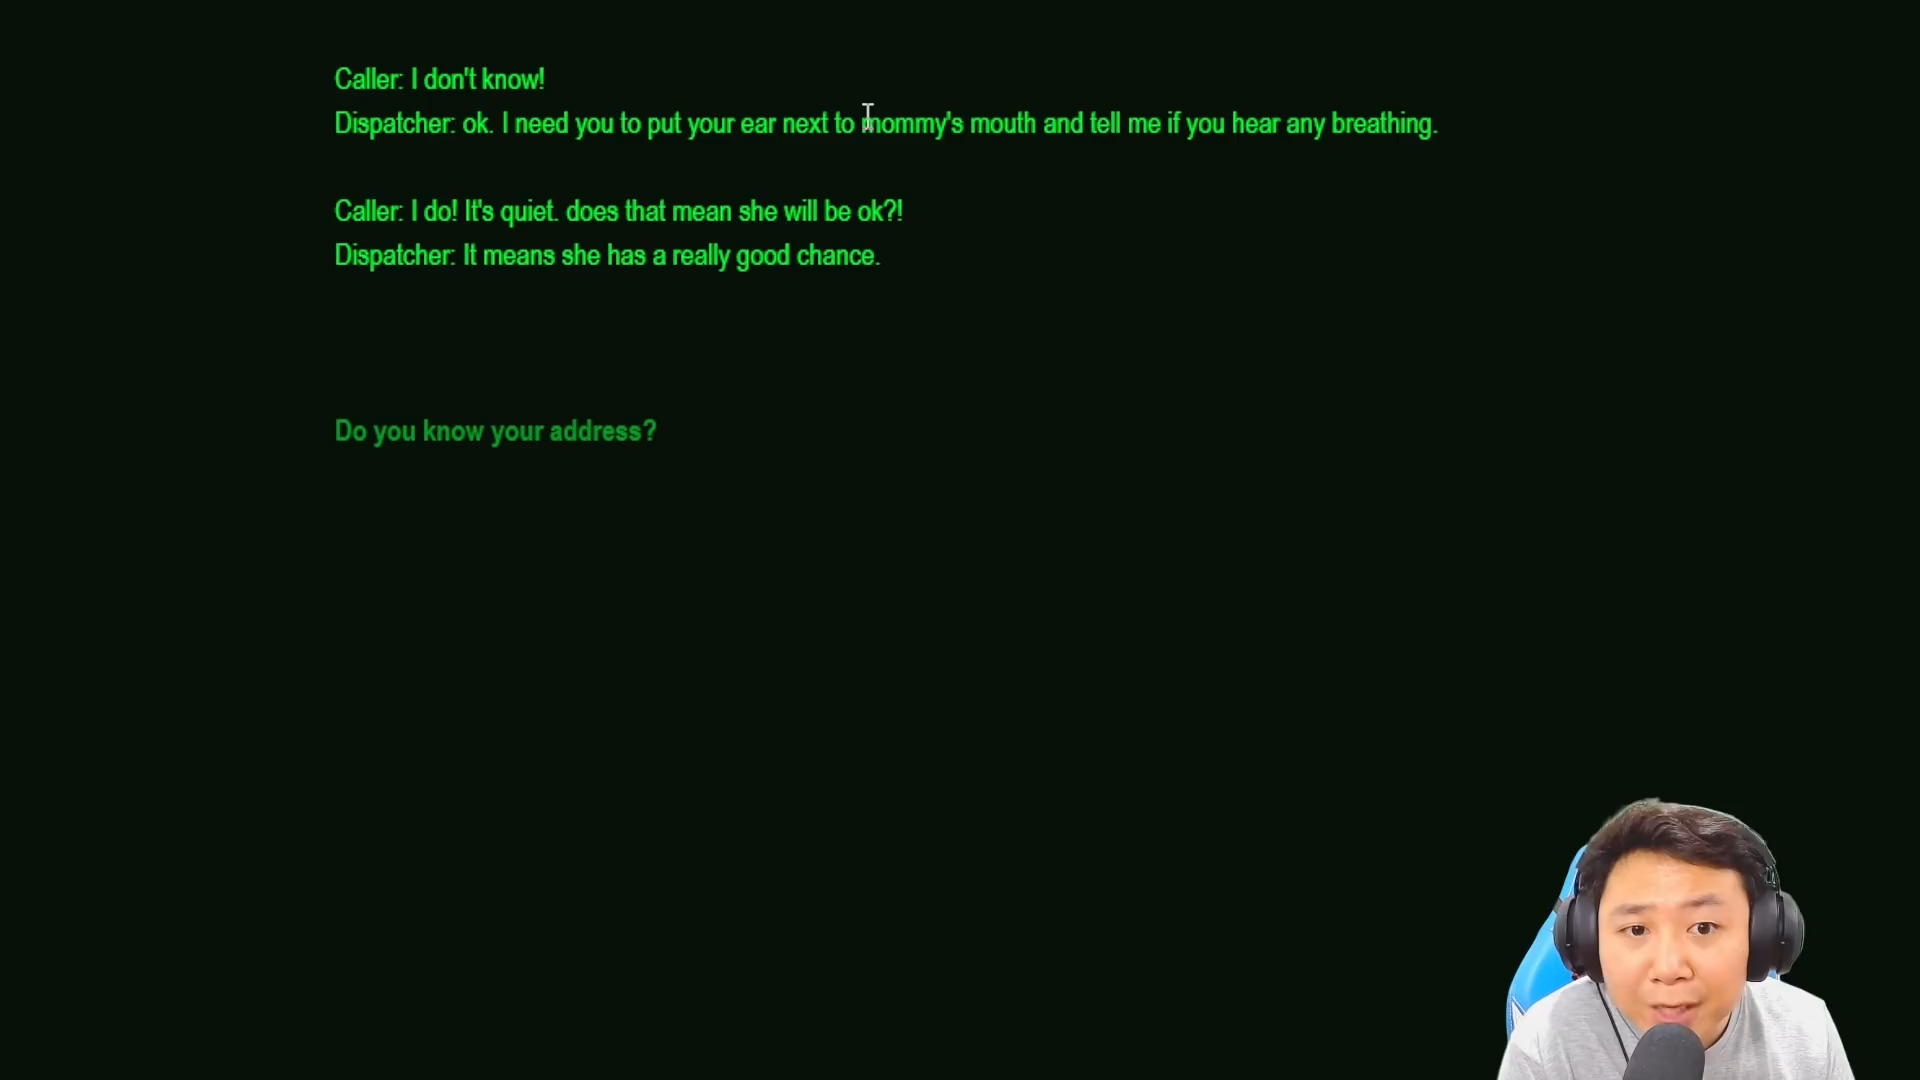 Caller: I don't know!
Dispatcher: ok. I need you to put your ear next to mommy's mouth and tell me if you hear any breathing.
Caller: I do! It's quiet. does that mean she will be ok?!
Dispatcher: It means she has a really good chance.
Do you know your address?